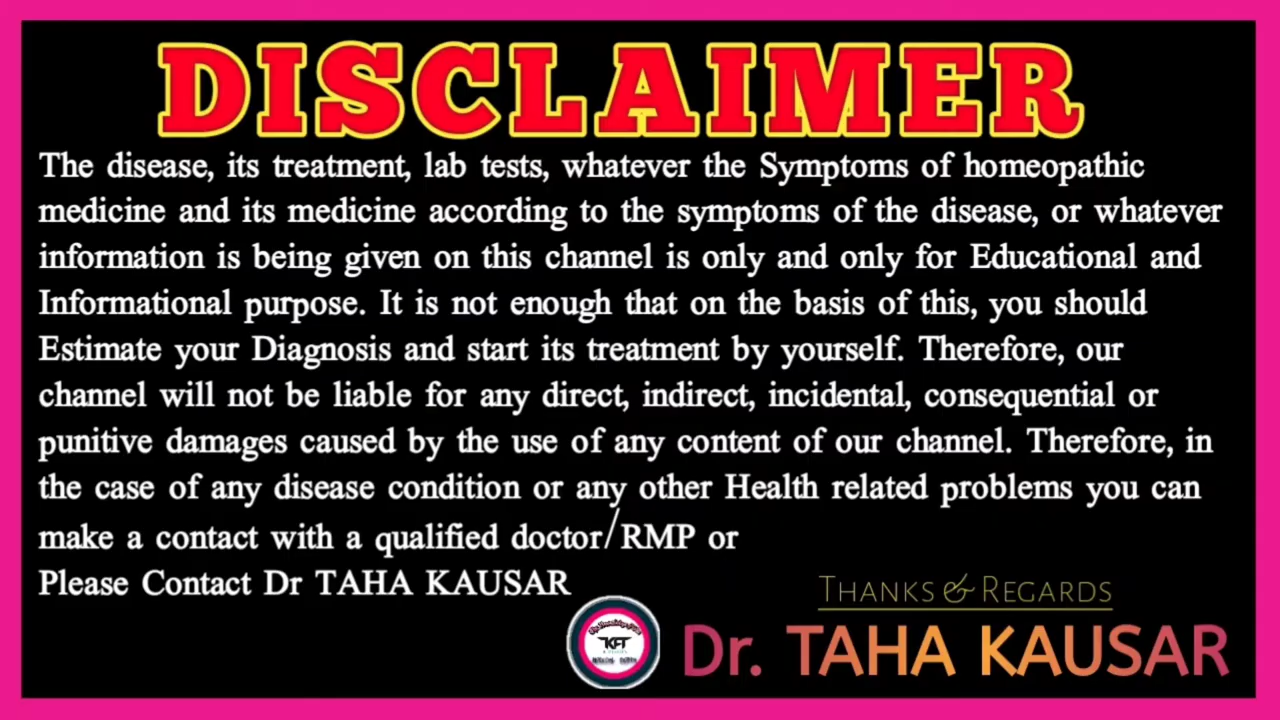 DISCLAIMER
The disease, its treatment, lab tests, whatever the Symptoms of homeopathic
medicine and its medicine according to the symptoms of the disease, or whatever
information is being given on this channel is only and only for Educational and
Informational purpose. It is not enough that on the basis of this, you should
Estimate your Diagnosis and start its treatment by yourself. Therefore, our
channel will not be liable for any direct, indirect, incidental, consequential or
punitive damages caused by the use of any content of our channel. Therefore, in
the case of any disease condition or any other Health related problems you can
make a contact with a qualified doctor/RMP or
Please Contact Dr TAHA KAUSAR
THANKS & REGARDS
KFT
Dr. TAHA KAUSAR